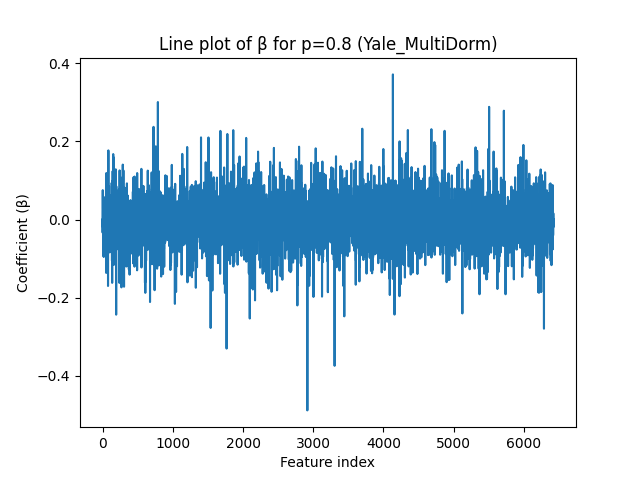 Line plot of β for p=0.8 (Yale_MultiDorm)
0.4
0.2
0.0
−0.2
−0.4
Coefficient (β)
0 1000 2000 3000 4000 5000 6000
Feature index